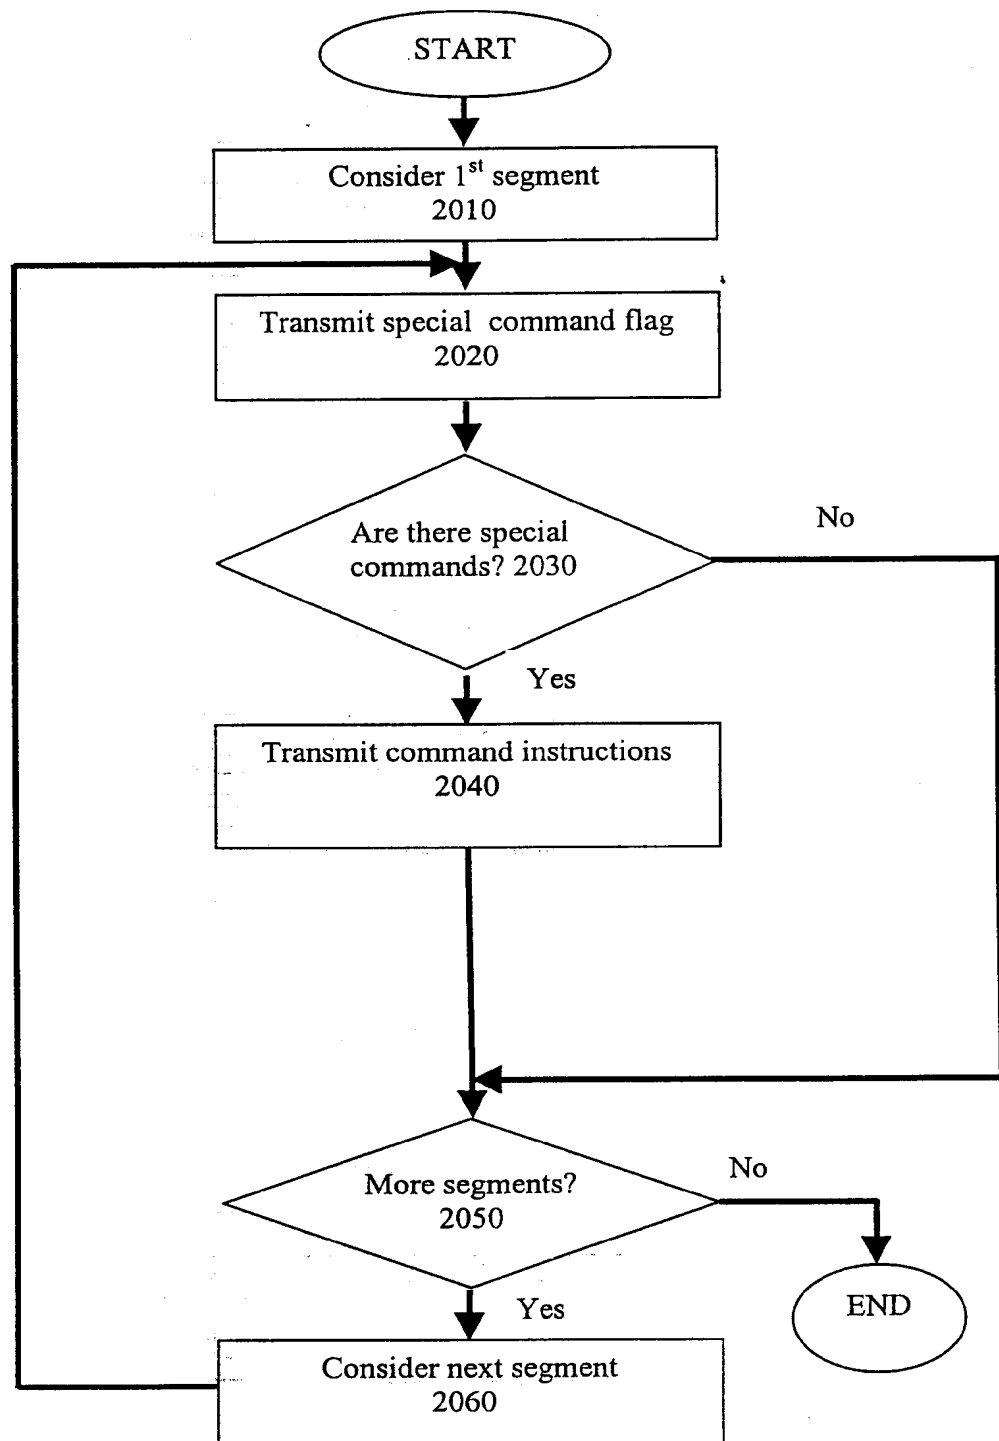 START
Consider 1st segment
2010
Transmit special command flag
2020
Are there special
commands? 2030
No
Yes
Transmit command instructions
2040
More segments?
2050
No
Yes
END
Consider next segment
2060